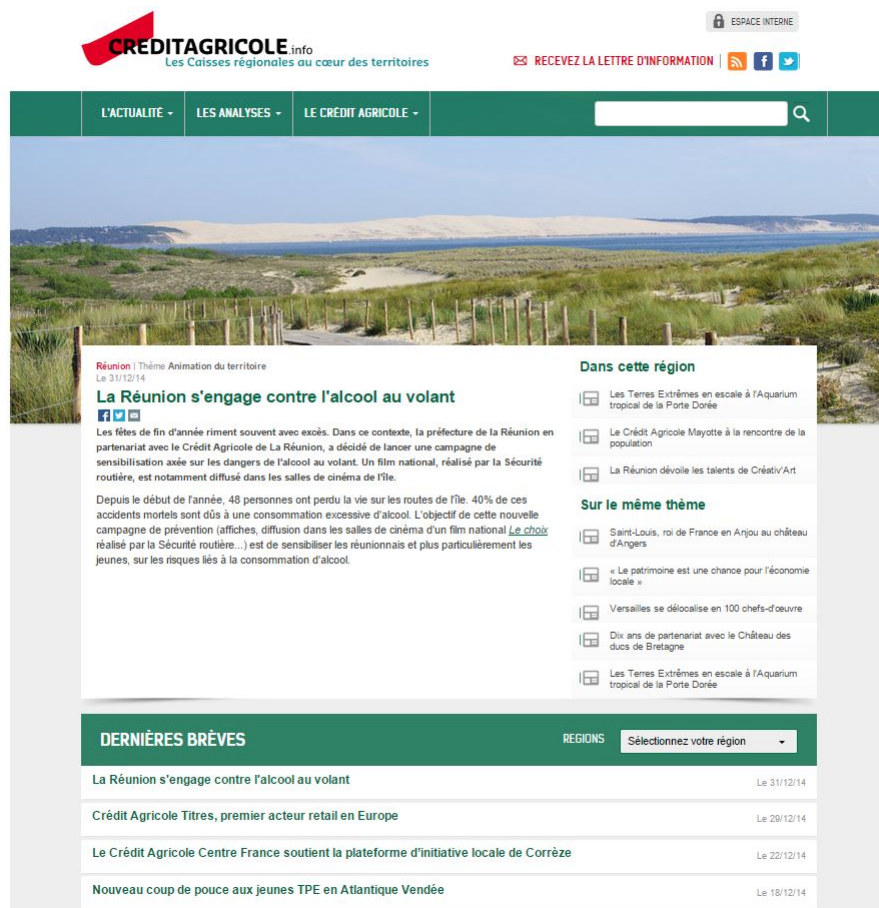 ESPACE INTERNE
CREDITAGRICOLE.info
Les Caisses régionales au cœur des territoires
RECEVEZ LA LETTRE D'INFORMATION
L'ACTUALITÉ
LES ANALYSES
LE CRÉDIT AGRICOLE
Réunion | Thème Animation du territoire
Le 31/12/14
La Réunion s'engage contre l'alcool au volant
Les fêtes de fin d'année riment souvent avec excès. Dans ce contexte, la préfecture de la Réunion en
partenariat avec le Crédit Agricole de La Réunion, a décidé de lancer une campagne de
sensibilisation axée sur les dangers de l'alcool au volant. Un film national, réalisé par la Sécurité
routière, est notamment diffusé dans les salles de cinéma de l'île.
Depuis le début de l'année, 48 personnes ont perdu la vie sur les routes de l'île. 40% de ces
accidents mortels sont dûs à une consommation excessive d'alcool. L'objectif de cette nouvelle
campagne de prévention (affiches, diffusion dans les salles de cinéma d'un film national Le choix
réalisé par la Sécurité routière...) est de sensibiliser les réunionnais et plus particulièrement les
jeunes, sur les risques liés à la consommation d'alcool.
Dans cette région
Les Terres Extrêmes en escale à l'Aquarium
tropical de la Porte Dorée
Le Crédit Agricole Mayotte à la rencontre de la
population
La Réunion dévoile les talents de Créativ'Art
Sur le même thème
Saint-Louis, roi de France en Anjou au château
d'Angers
« Le patrimoine est une chance pour l'économie
locale »
Versailles se délocalise en 100 chefs-d'œuvre
Dix ans de partenariat avec le Château des
ducs de Bretagne
Les Terres Extrêmes en escale à l'Aquarium
tropical de la Porte Dorée
DERNIÈRES BRÈVES
REGIONS
Sélectionnez votre région
La Réunion s'engage contre l'alcool au volant
Le 31/12/14
Crédit Agricole Titres, premier acteur retail en Europe
Le 29/12/14
Le Crédit Agricole Centre France soutient la plateforme d'initiative locale de Corrèze
Le 22/12/14
Nouveau coup de pouce aux jeunes TPE en Atlantique Vendée
Le 18/12/14